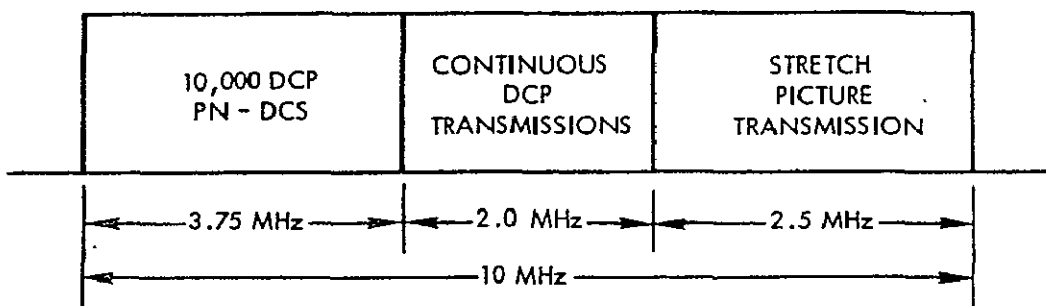 10,000 DCP
PN - DCS
CONTINUOUS
DCP
TRANSMISSIONS
STRETCH
PICTURE
TRANSMISSION
3.75 MHz
2.0 MHz
2.5 MHz
10 MHz